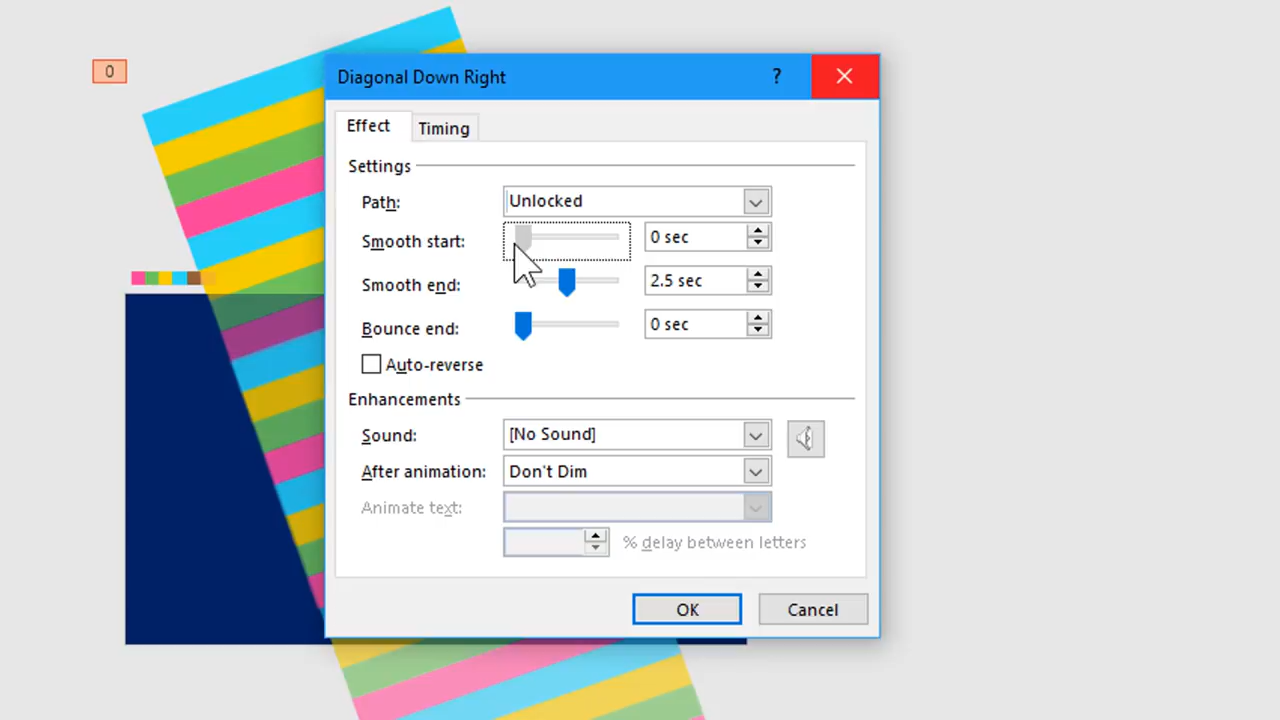 0
Diagonal Down Right ?
Effect Timing
Settings
Path: Unlocked
Smooth start: 0 sec
Smooth end: 2.5 sec
Bounce end: 0 sec
Auto-reverse
Enhancements
Sound: [No Sound]
After animation: Don't Dim
Animate text:
% delay between letters
OK Cancel